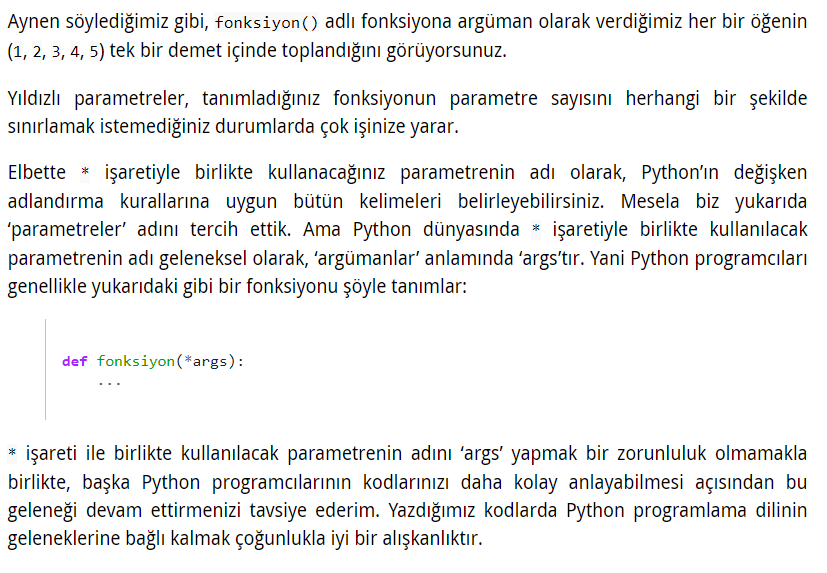 Aynen söylediğimiz gibi, fonksiyon() adlı fonksiyona argüman olarak verdiğimiz her bir öğenin
(1, 2, 3, 4, 5) tek bir demet içinde toplandığını görüyorsunuz.
Yıldızlı parametreler, tanımladığınız fonksiyonun parametre sayısını herhangi bir şekilde
sınırlamak istemediğiniz durumlarda çok işinize yarar.
Elbette * işaretiyle birlikte kullanacağınız parametrenin adı olarak, Python’ın değişken
adlandırma kurallarına uygun bütün kelimeleri belirleyebilirsiniz. Mesela biz yukarıda
‘parametreler’ adını tercih ettik. Ama Python dünyasında * işaretiyle birlikte kullanılacak
parametrenin adı geleneksel olarak, ‘argümanlar’ anlamında ‘args’tır. Yani Python programcıları
genellikle yukarıdaki gibi bir fonksiyonu şöyle tanımlar:
def fonksiyon(*args):
    ...
* işareti ile birlikte kullanılacak parametrenin adını ‘args’ yapmak bir zorunluluk olmamakla
birlikte, başka Python programcılarının kodlarınızı daha kolay anlayabilmesi açısından bu
geleneği devam ettirmenizi tavsiye ederim. Yazdığımız kodlarda Python programlama dilinin
geleneklerine bağlı kalmak çoğunlukla iyi bir alışkanlıktır.